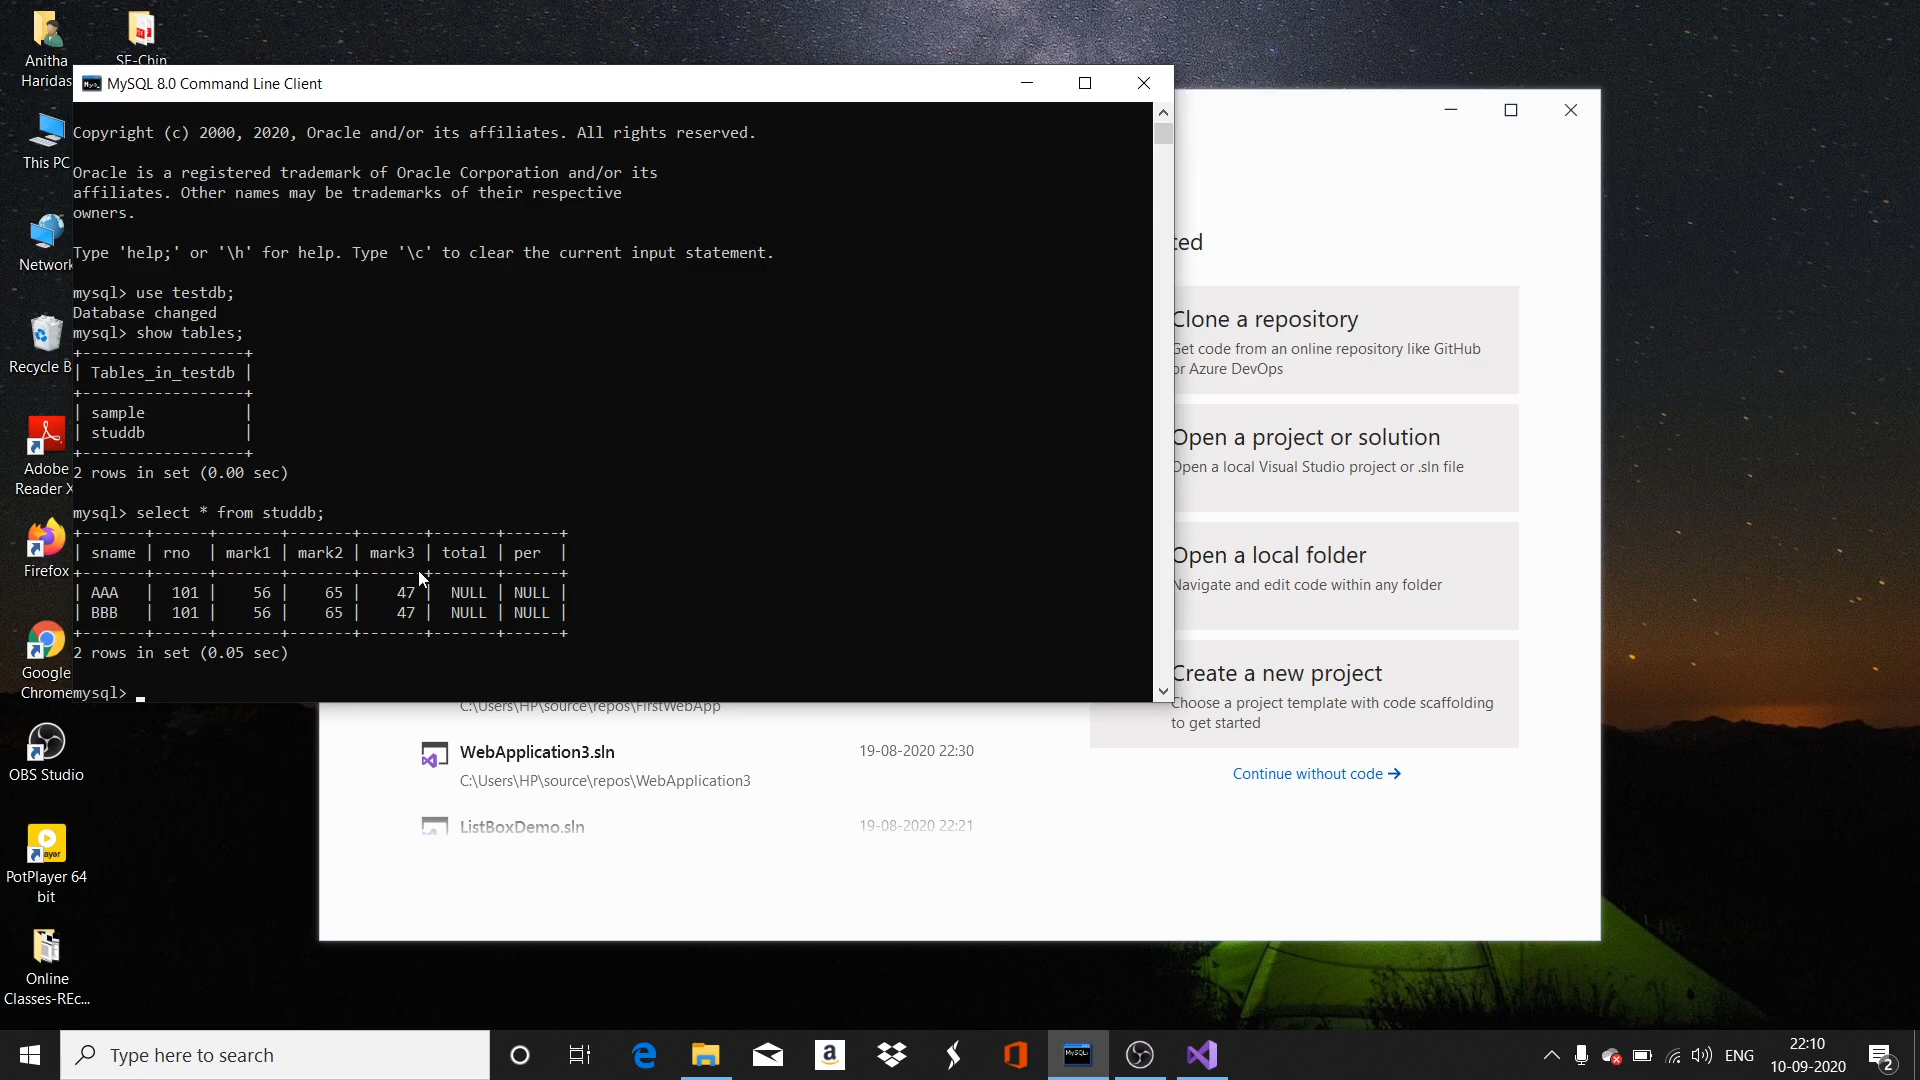 Anitha
Haridas
SE-Chin
This PC
Network
Recycle B
Adobe
Reader X
Firefox
Google
Chrome
OBS Studio
PotPlayer 64
bit
Online
Classes-REc...
MySQL 8.0 Command Line Client
Copyright (c) 2000, 2020, Oracle and/or its affiliates. All rights reserved.
Oracle is a registered trademark of Oracle Corporation and/or its
affiliates. Other names may be trademarks of their respective
owners.
Type 'help;' or '\h' for help. Type '\c' to clear the current input statement.
mysql> use testdb;
Database changed
mysql> show tables;
+-------------------+
| Tables_in_testdb |
+-------------------+
| sample |
| studdb |
+-------------------+
2 rows in set (0.00 sec)
mysql> select * from studdb;
+-------+------+-------+-------+-------+-------+------+
| sname | rno | mark1 | mark2 | mark3 | total | per |
+-------+------+-------+-------+-------+-------+------+
| AAA | 101 | 56 | 65 | 47 | NULL | NULL |
| BBB | 101 | 56 | 65 | 47 | NULL | NULL |
+-------+------+-------+-------+-------+-------+------+
2 rows in set (0.05 sec)
mysql>
ted
Clone a repository
Get code from an online repository like GitHub
or Azure DevOps
Open a project or solution
Open a local Visual Studio project or .sln file
Open a local folder
Navigate and edit code within any folder
Create a new project
Choose a project template with code scaffolding
to get started
Continue without code →
C:\Users\HP\source\repos\FirstWebApp
WebApplication3.sln 19-08-2020 22:30
C:\Users\HP\source\repos\WebApplication3
ListBoxDemo.sln 19-08-2020 22:21
Type here to search
ENG
22:10
10-09-2020
2